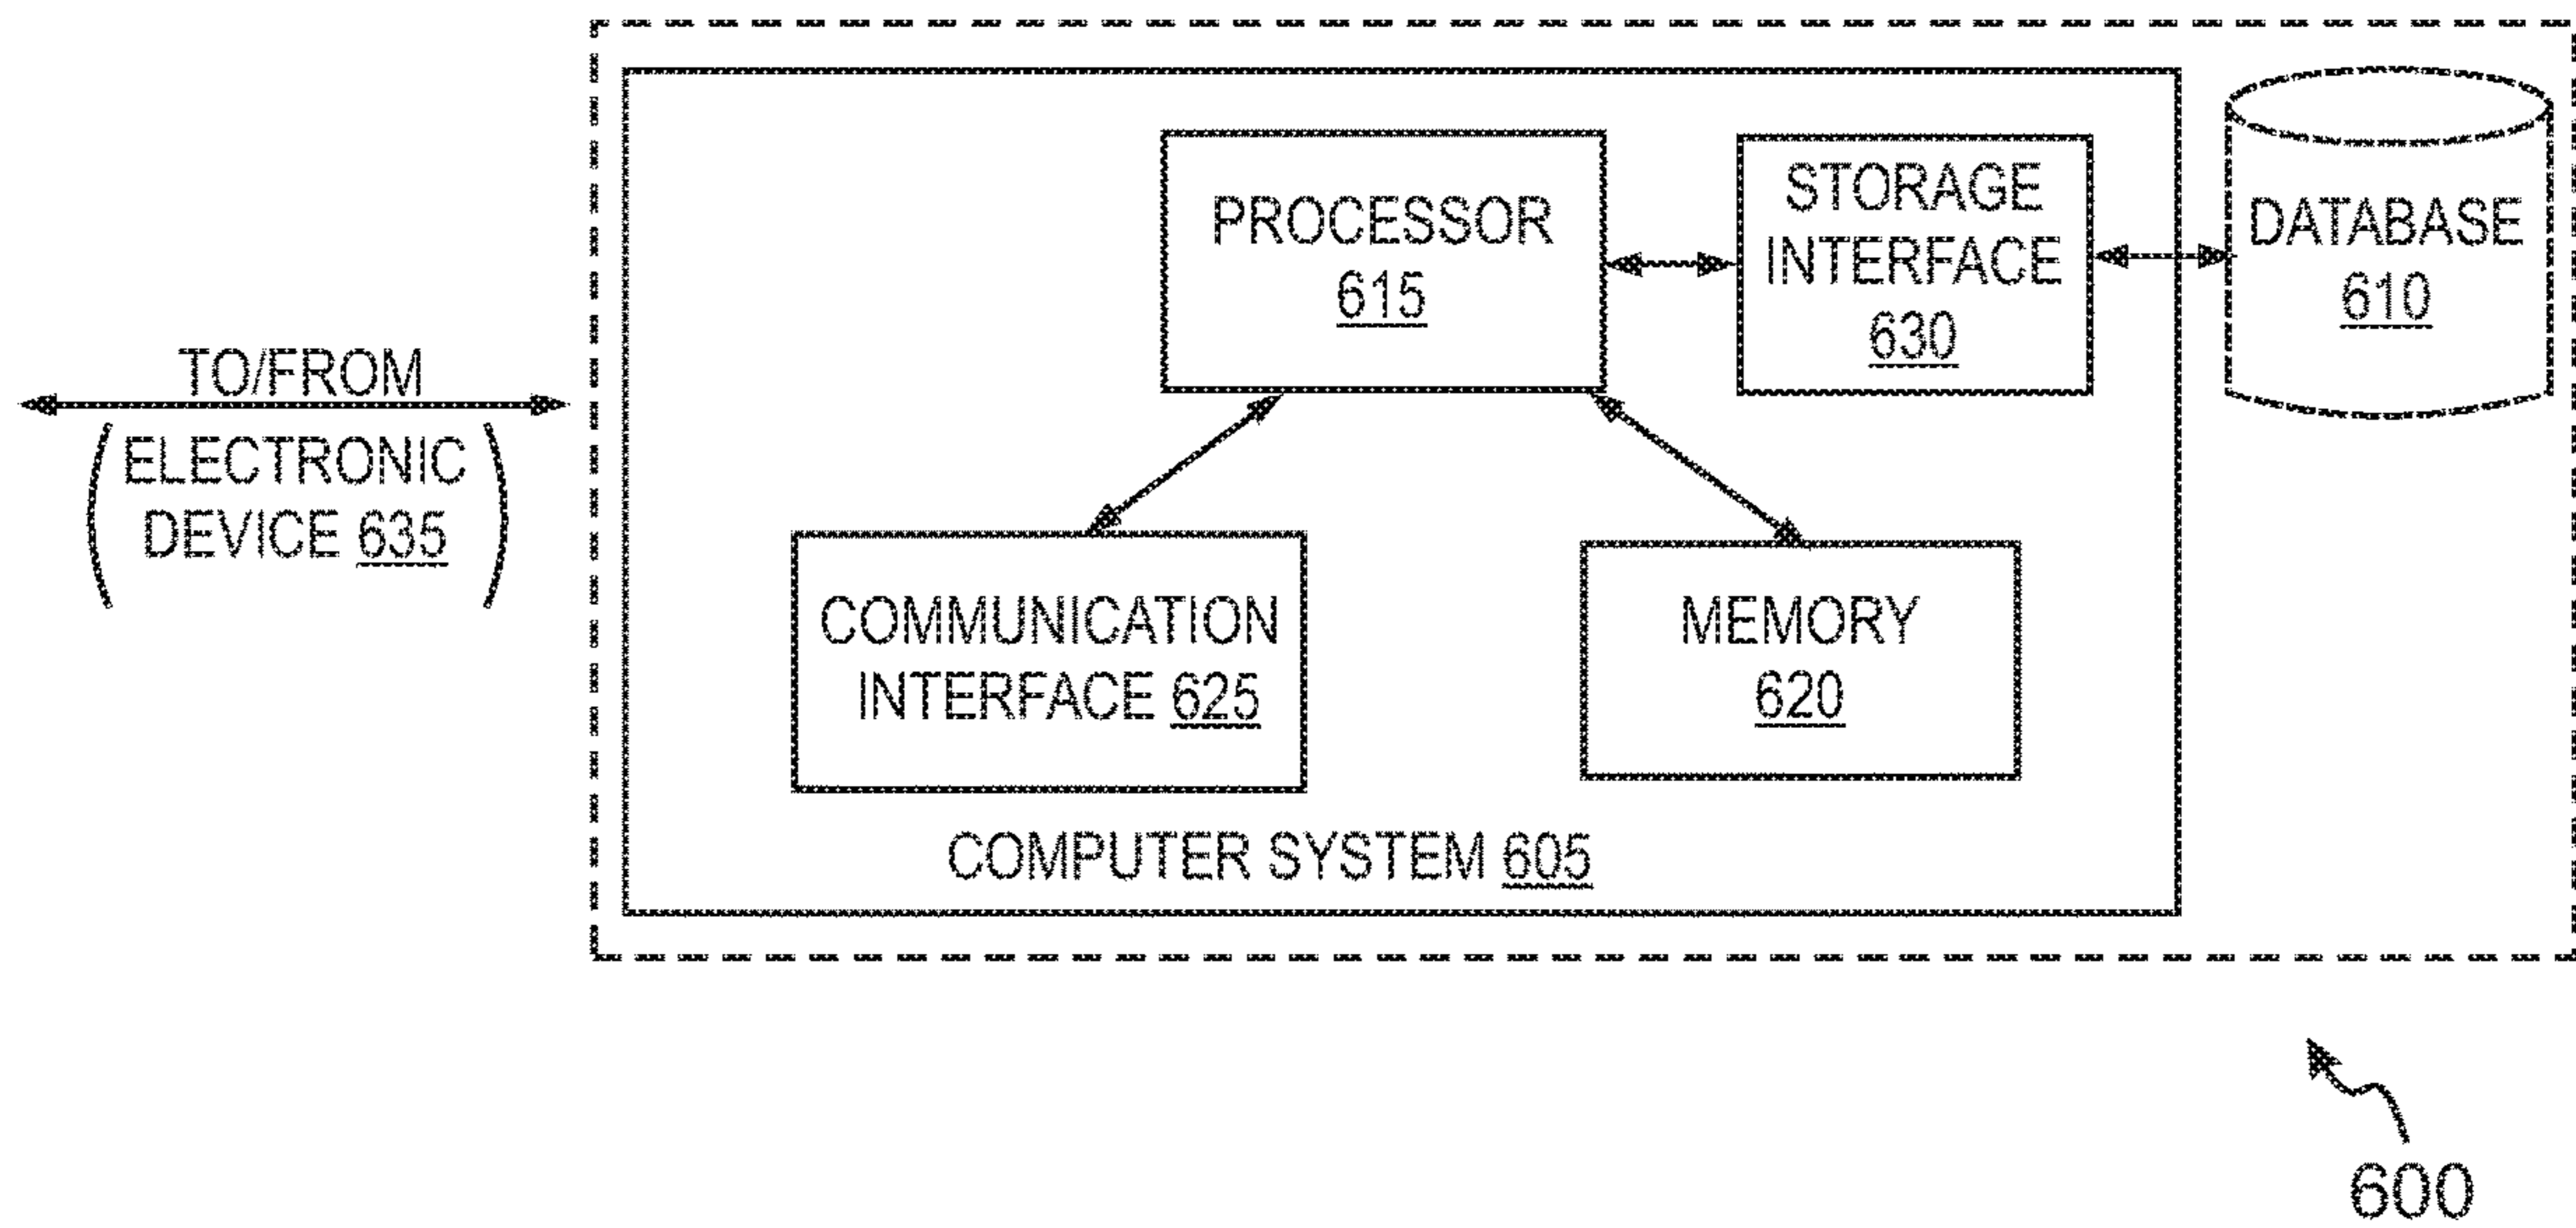 PROCESSOR
615
STORAGE
INTERFACE
630
DATABASE
610
TO/FROM
(ELECTRONIC
DEVICE 635)
COMMUNICATION
INTERFACE 625
MEMORY
620
COMPUTER SYSTEM 605
600